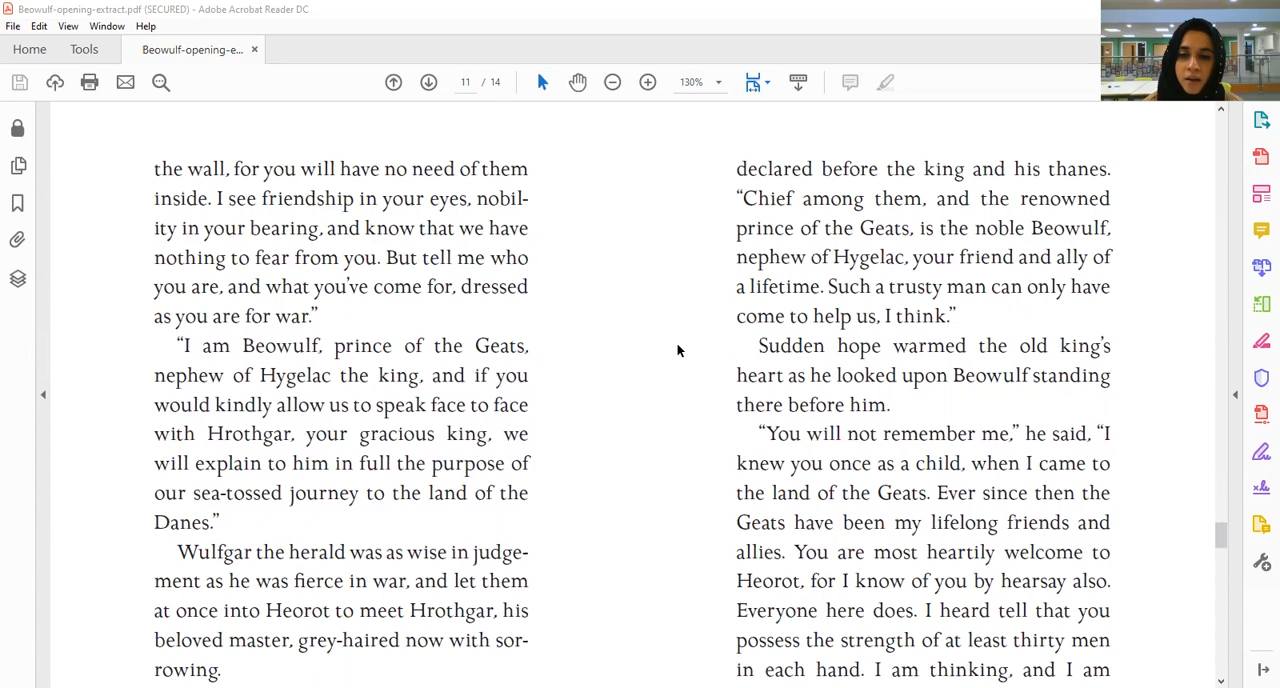 Beowulf-opening-extract.pdf (SECURED) - Adobe Acrobat Reader DC
File Edit View Window Help
Home Tools Beowulf-opening-e... ×
11 / 14 130%
the wall, for you will have no need of them
inside. I see friendship in your eyes, nobil-
ity in your bearing, and know that we have
nothing to fear from you. But tell me who
you are, and what you've come for, dressed
as you are for war.”
“I am Beowulf, prince of the Geats,
nephew of Hygelac the king, and if you
would kindly allow us to speak face to face
with Hrothgar, your gracious king, we
will explain to him in full the purpose of
our sea-tossed journey to the land of the
Danes.”
Wulfgar the herald was as wise in judge-
ment as he was fierce in war, and let them
at once into Heorot to meet Hrothgar, his
beloved master, grey-haired now with sor-
rowing.
declared before the king and his thanes.
“Chief among them, and the renowned
prince of the Geats, is the noble Beowulf,
nephew of Hygelac, your friend and ally of
a lifetime. Such a trusty man can only have
come to help us, I think.”
Sudden hope warmed the old king's
heart as he looked upon Beowulf standing
there before him.
“You will not remember me,” he said, “I
knew you once as a child, when I came to
the land of the Geats. Ever since then the
Geats have been my lifelong friends and
allies. You are most heartily welcome to
Heorot, for I know of you by hearsay also.
Everyone here does. I heard tell that you
possess the strength of at least thirty men
in each hand. I am thinking, and I am